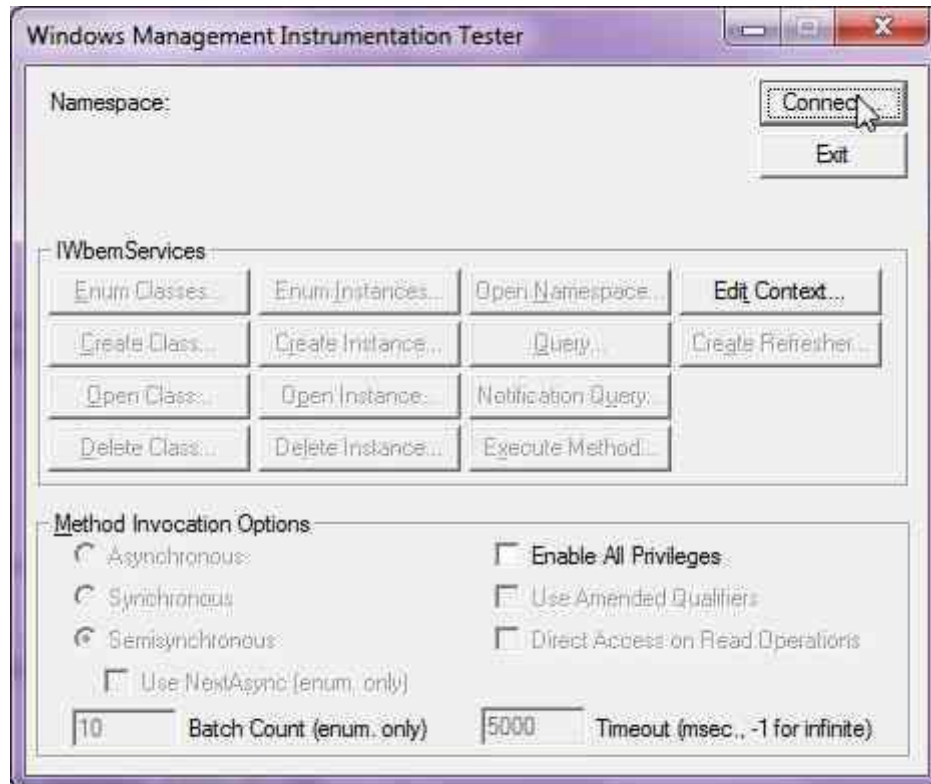 Windows Management Instrumentation Tester
Namespace:
Connect...
Exit
IWbemServices
Enum Classes...
Enum Instances...
Open Namespace...
Edit Context...
Create Class...
Create Instance...
Query...
Create Refresher...
Open Class...
Open Instance...
Notification Query...
Delete Class...
Delete Instance...
Execute Method...
Method Invocation Options
Asynchronous
Enable All Privileges
Synchronous
Use Amended Qualifiers
Semisynchronous
Direct Access on Read Operations
Use NextAsync (enum. only)
10 Batch Count (enum. only)
5000 Timeout (msec., -1 for infinite)